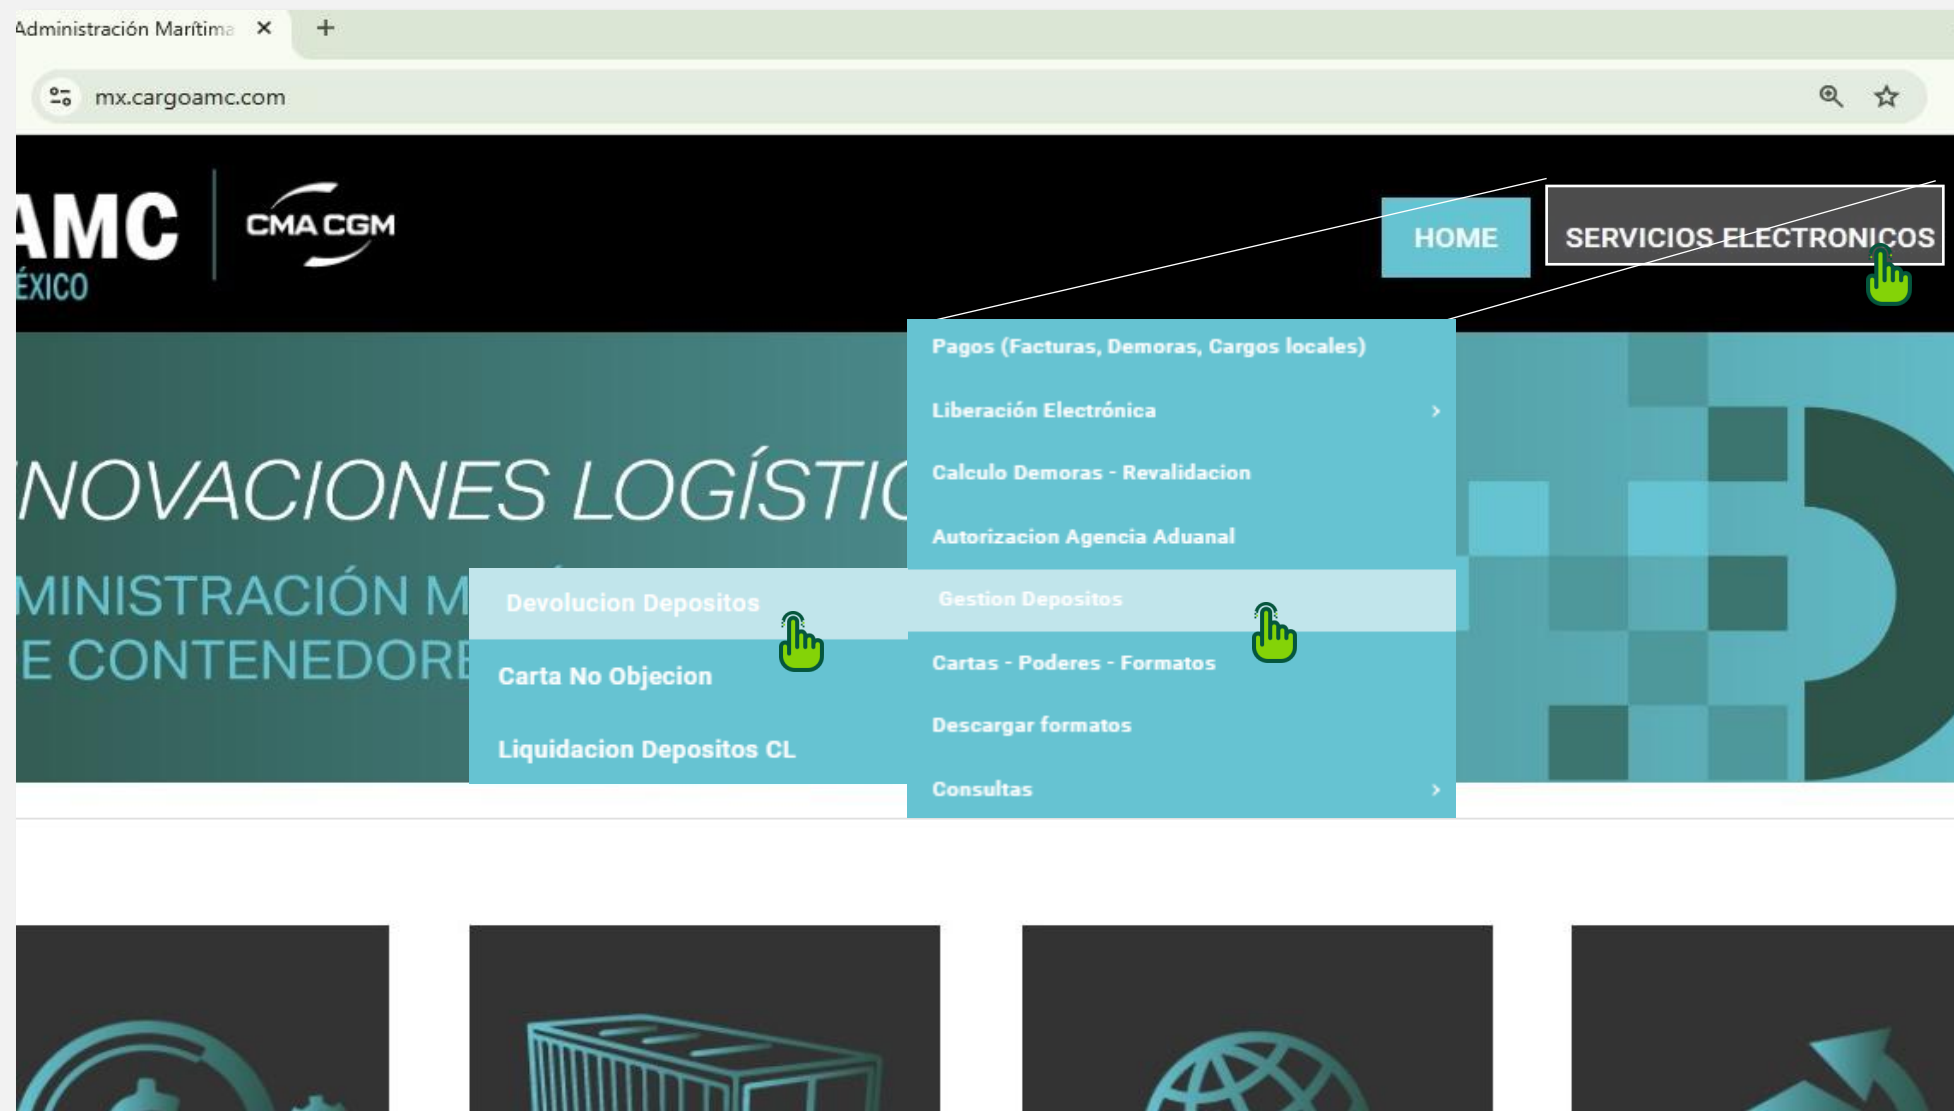 Administración Marítima
mx.cargoamc.com
AMC
CMA CGM
ÉXICO
HOME
SERVICIOS ELECTRONICOS
Pagos (Facturas, Demoras, Cargos locales)
Liberación Electrónica
Calculo Demoras - Revalidacion
Autorizacion Agencia Aduanal
Gestion Depositos
Cartas - Poderes - Formatos
Descargar formatos
Consultas
Devolucion Depositos
Carta No Objecion
Liquidacion Depositos CL
NOVACIONES LOGÍSTIC
MINISTRACIÓN M
E CONTENEDORE